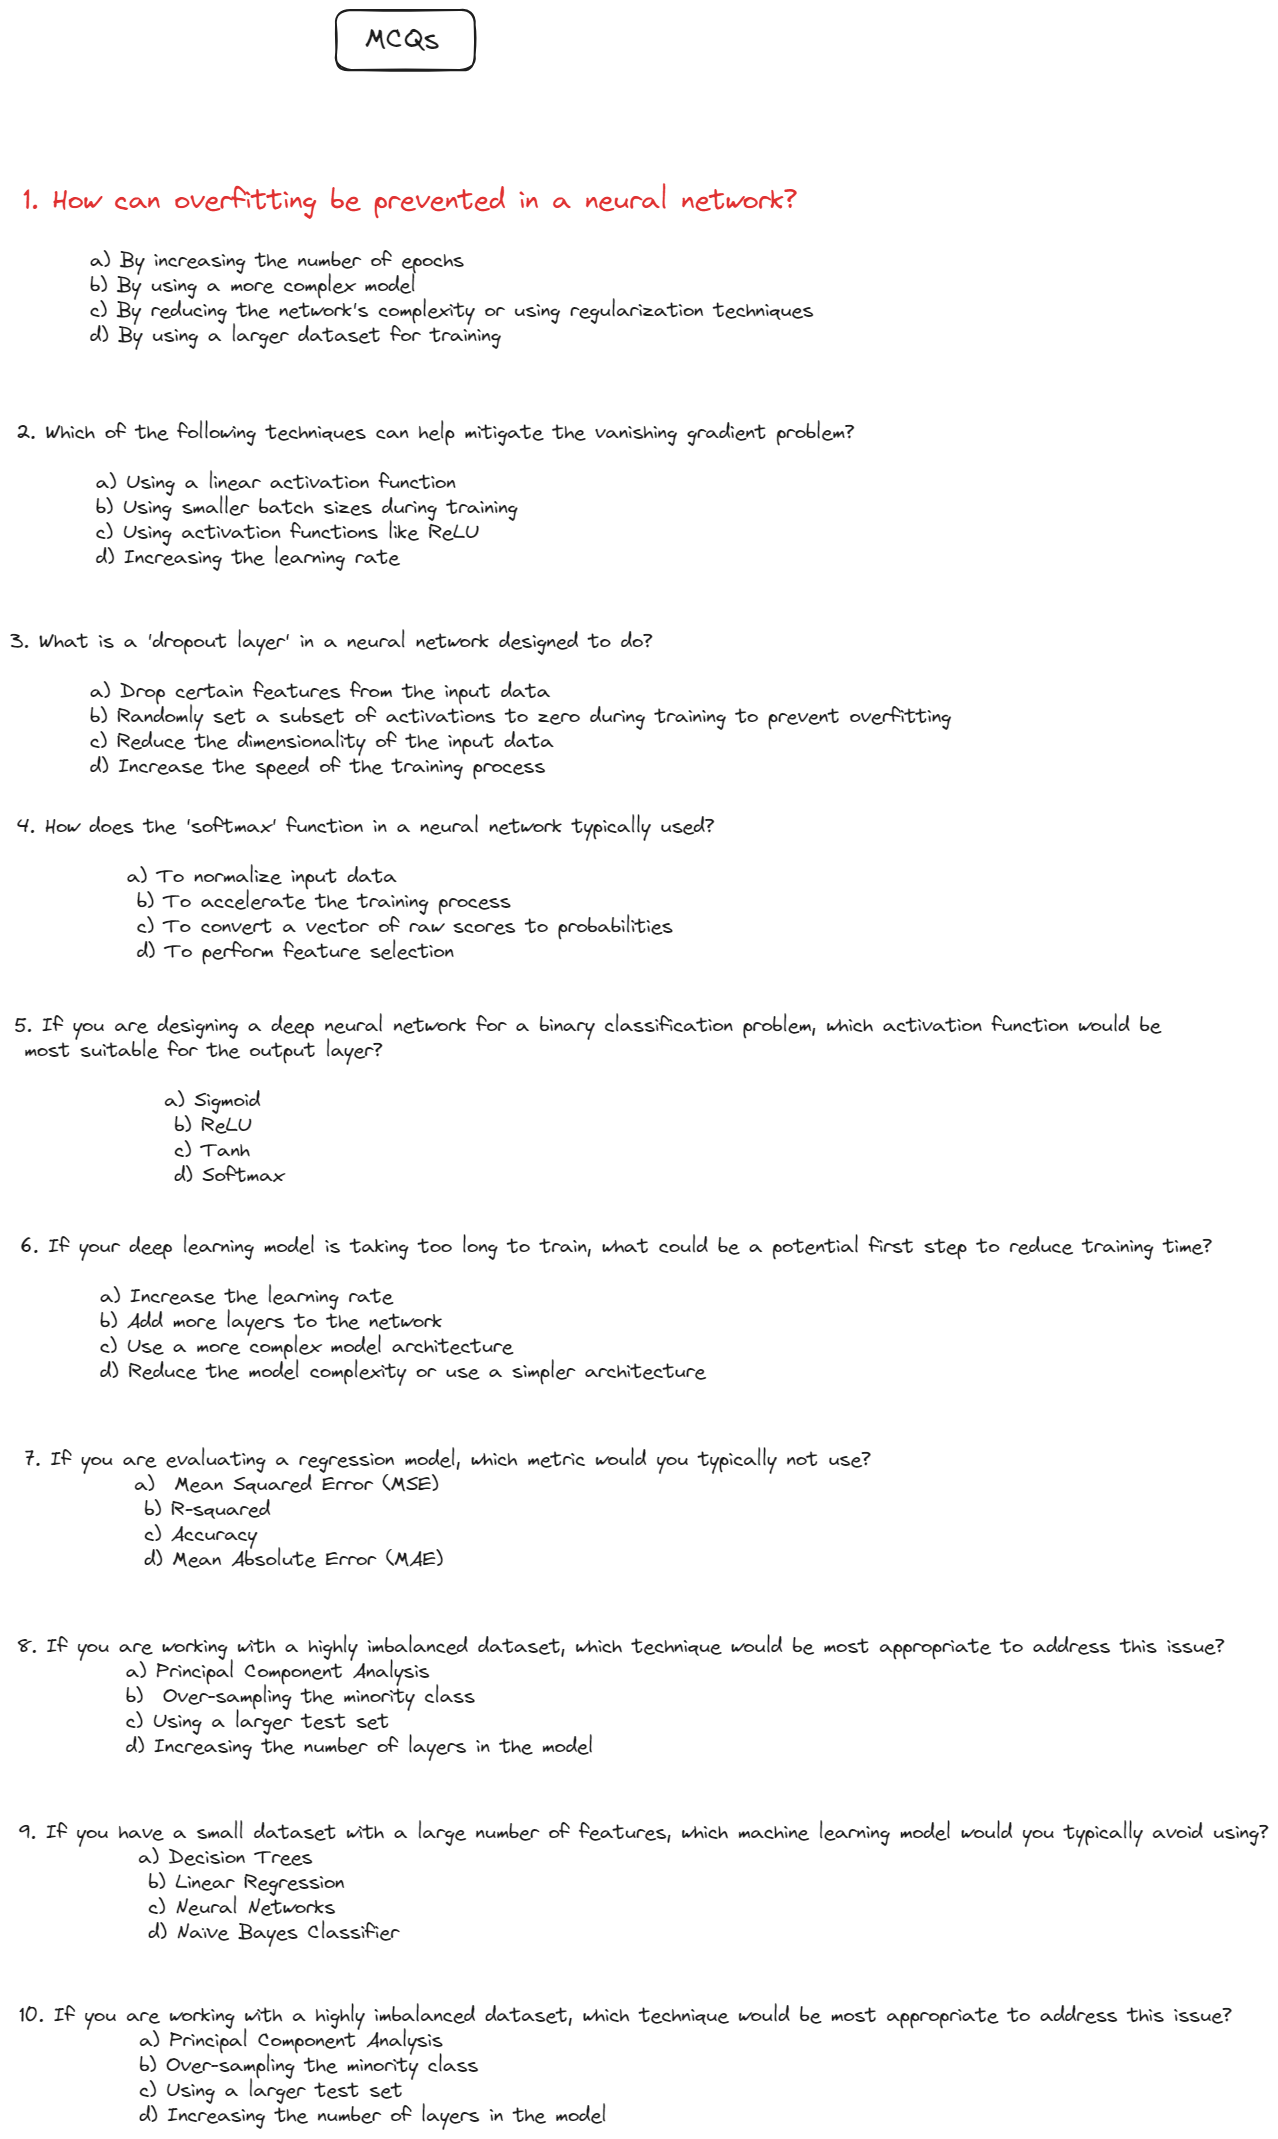 MCQs
1. How can overfitting be prevented in a neural network?
a) By increasing the number of epochs
b) By using a more complex model
c) By reducing the network's complexity or using regularization techniques
d) By using a larger dataset for training
2. Which of the following techniques can help mitigate the vanishing gradient problem?
a) Using a linear activation function
b) Using smaller batch sizes during training
c) Using activation functions like ReLU
d) Increasing the learning rate
3. What is a 'dropout layer' in a neural network designed to do?
a) Drop certain features from the input data
b) Randomly set a subset of activations to zero during training to prevent overfitting
c) Reduce the dimensionality of the input data
d) Increase the speed of the training process
4. How does the 'softmax' function in a neural network typically used?
a) To normalize input data
b) To accelerate the training process
c) To convert a vector of raw scores to probabilities
d) To perform feature selection
5. If you are designing a deep neural network for a binary classification problem, which activation function would be
most suitable for the output layer?
a) Sigmoid
b) ReLU
c) Tanh
d) Softmax
6. If your deep learning model is taking too long to train, what could be a potential first step to reduce training time?
a) Increase the learning rate
b) Add more layers to the network
c) Use a more complex model architecture
d) Reduce the model complexity or use a simpler architecture
7. If you are evaluating a regression model, which metric would you typically not use?
a) Mean Squared Error (MSE)
b) R-squared
c) Accuracy
d) Mean Absolute Error (MAE)
8. If you are working with a highly imbalanced dataset, which technique would be most appropriate to address this issue?
a) Principal Component Analysis
b) Over-sampling the minority class
c) Using a larger test set
d) Increasing the number of layers in the model
9. If you have a small dataset with a large number of features, which machine learning model would you typically avoid using?
a) Decision Trees
b) Linear Regression
c) Neural Networks
d) Naive Bayes Classifier
10. If you are working with a highly imbalanced dataset, which technique would be most appropriate to address this issue?
a) Principal Component Analysis
b) Over-sampling the minority class
c) Using a larger test set
d) Increasing the number of layers in the model